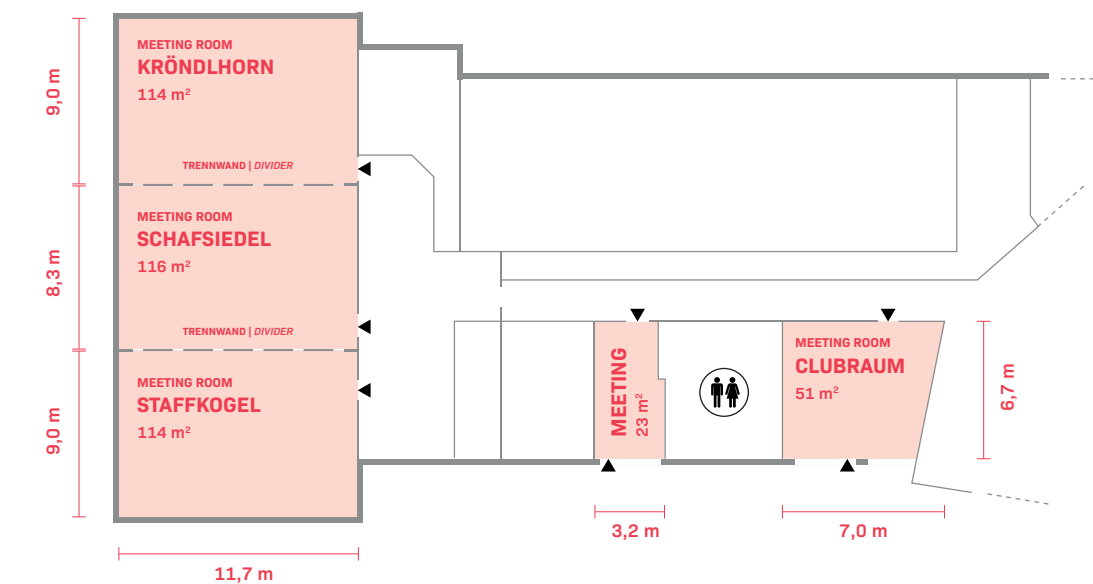 MEETING ROOM
KRÖNDLHORN
114 m²
TRENNWAND | DIVIDER
9,0 m
MEETING ROOM
SCHAFSIEDEL
116 m²
TRENNWAND | DIVIDER
8,3 m
MEETING ROOM
STAFFKOGEL
114 m²
9,0 m
11,7 m
MEETING
23 m²
3,2 m
MEETING ROOM
CLUBRAUM
51 m²
6,7 m
7,0 m